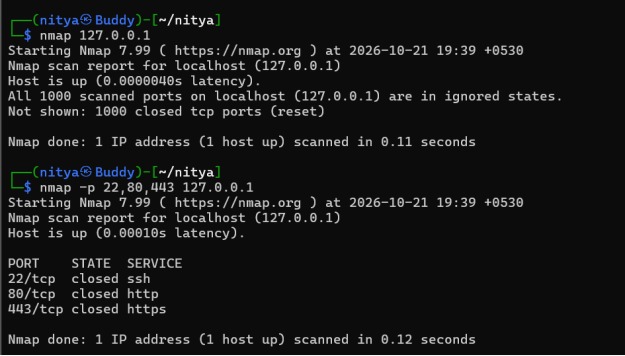 ┌──(nitya㉿Buddy)-[~/nitya]
└─$ nmap 127.0.0.1
Starting Nmap 7.99 ( https://nmap.org ) at 2026-10-21 19:39 +0530
Nmap scan report for localhost (127.0.0.1)
Host is up (0.0000040s latency).
All 1000 scanned ports on localhost (127.0.0.1) are in ignored states.
Not shown: 1000 closed tcp ports (reset)

Nmap done: 1 IP address (1 host up) scanned in 0.11 seconds

┌──(nitya㉿Buddy)-[~/nitya]
└─$ nmap -p 22,80,443 127.0.0.1
Starting Nmap 7.99 ( https://nmap.org ) at 2026-10-21 19:39 +0530
Nmap scan report for localhost (127.0.0.1)
Host is up (0.00010s latency).

PORT    STATE  SERVICE
22/tcp  closed ssh
80/tcp  closed http
443/tcp closed https

Nmap done: 1 IP address (1 host up) scanned in 0.12 seconds